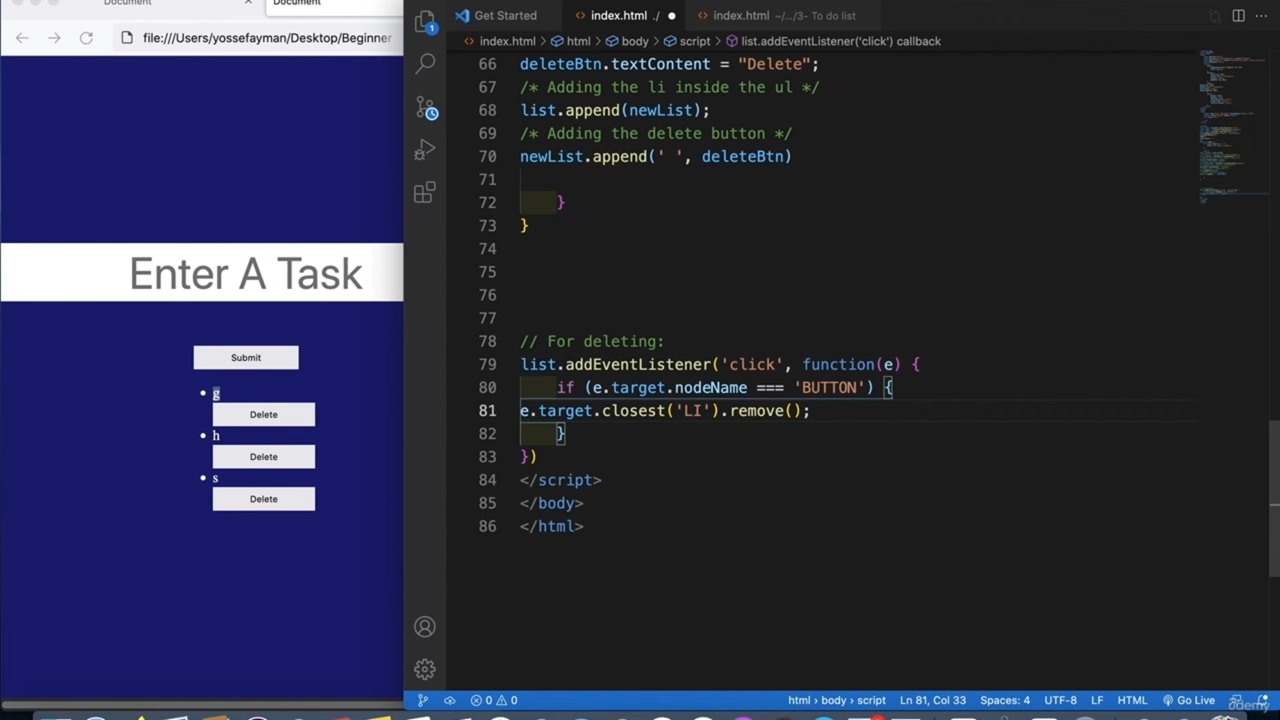 Document
Document
file:///Users/yossefayman/Desktop/Beginner
Enter A Task
Submit
g
Delete
h
Delete
s
Delete
1
Get Started
index.html ./
index.html ~/.../3- To do list
index.html
html
body
script
list.addEventListener('click') callback
66 deleteBtn.textContent = "Delete";
67 /* Adding the li inside the ul */
68 list.append(newList);
69 /* Adding the delete button */
70 newList.append(' ', deleteBtn)
71
72 }
73 }
74
75
76
77
78 // For deleting:
79 list.addEventListener('click', function(e) {
80 if (e.target.nodeName === 'BUTTON') {
81 e.target.closest('LI').remove();
82 }
83 })
84 </script>
85 </body>
86 </html>
0 0
html › body › script
Ln 81, Col 33
Spaces: 4
UTF-8
LF
HTML
Go Live
udemy